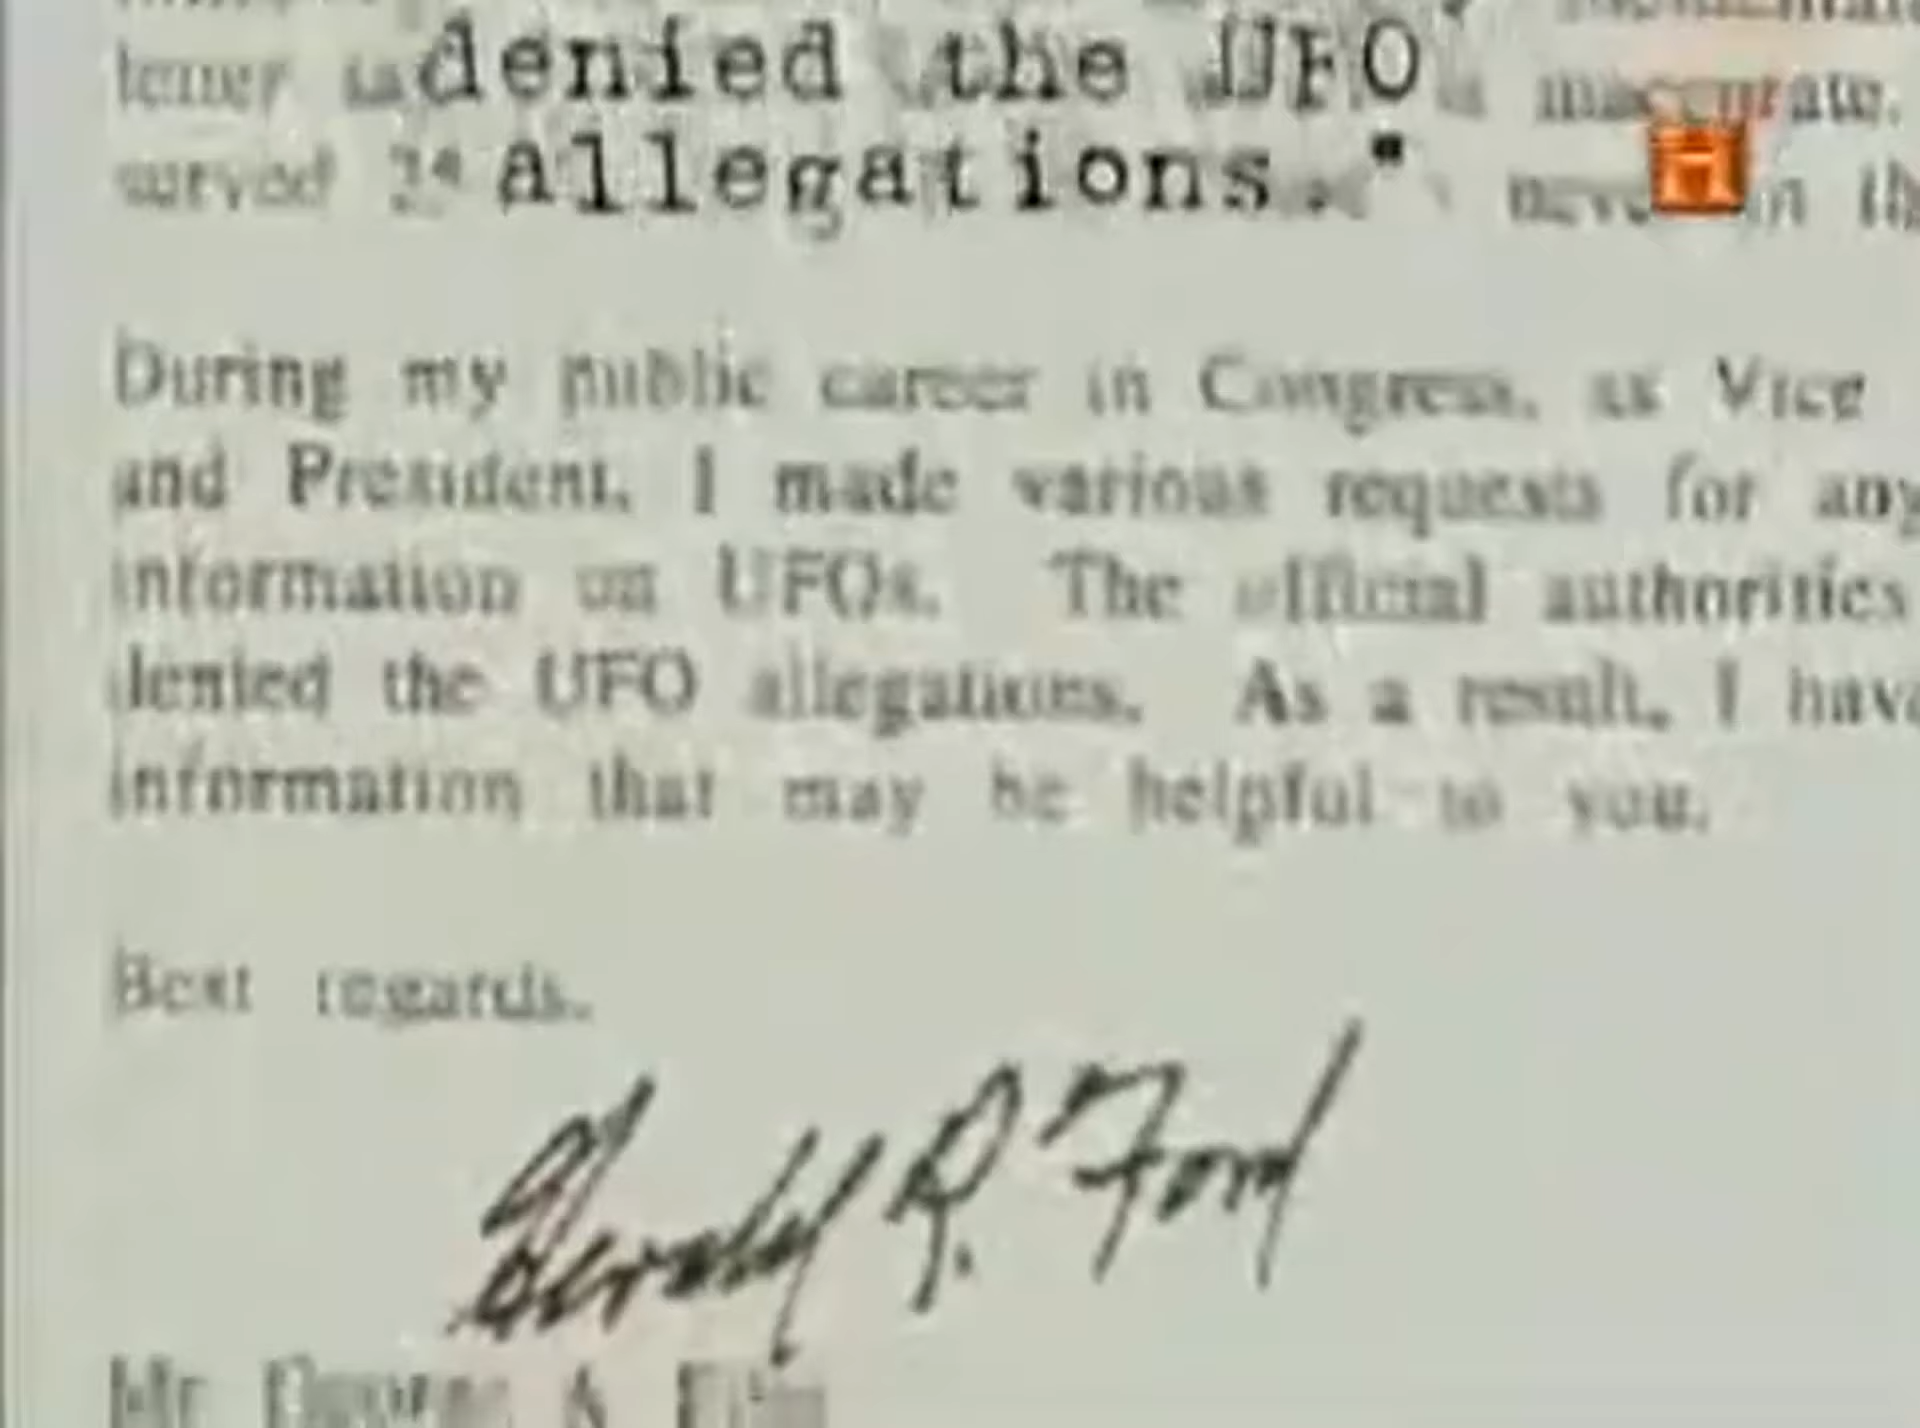 denied the UFO
allegations."
During my public career in Congress, as Vice
and President, I made various requests for any
information on UFOs. The official authorities
denied the UFO allegations. As a result, I have
information that may be helpful to you.
Best regards,
Gerald R. Ford
Mr.